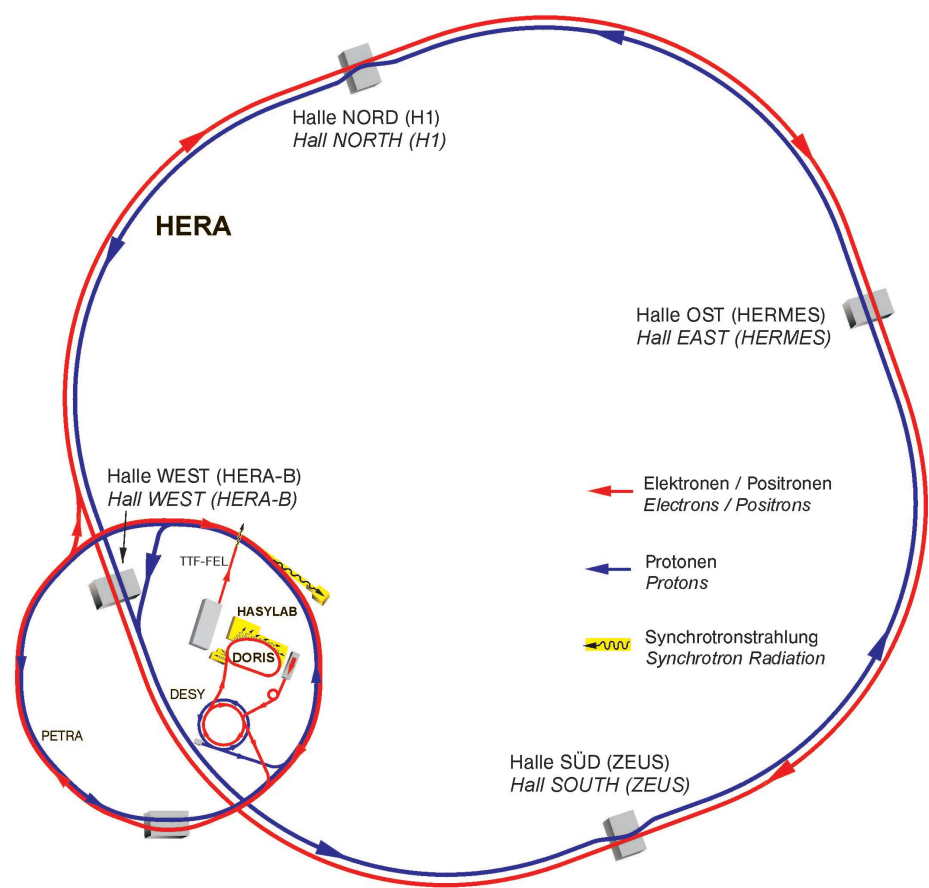 Halle NORD (H1)
Hall NORTH (H1)
HERA
Halle OST (HERMES)
Hall EAST (HERMES)
Halle WEST (HERA-B)
Hall WEST (HERA-B)
Elektronen / Positronen
Electrons / Positrons
TTF-FEL
Protonen
Protons
HASYLAB
Synchrotronstrahlung
Synchrotron Radiation
DORIS
DESY
PETRA
Halle SÜD (ZEUS)
Hall SOUTH (ZEUS)